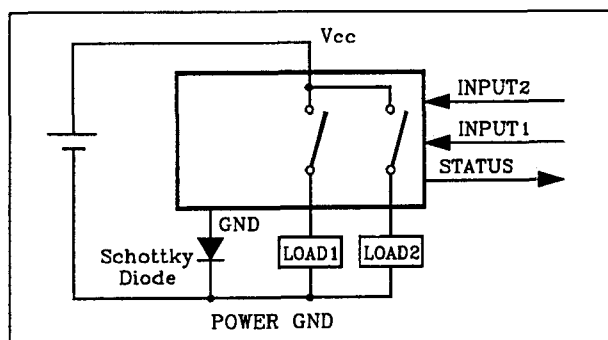 Vcc
INPUT2
INPUT1
STATUS
GND
Schottky
Diode
LOAD1
LOAD2
POWER GND